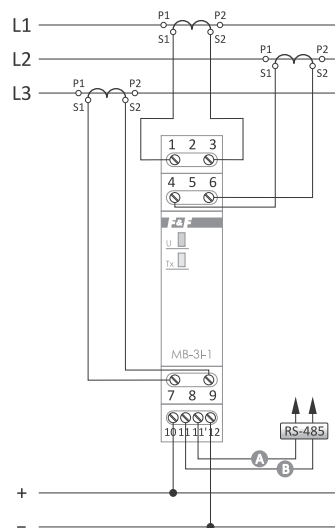 L1 P1 P2
S1 S2
L2 P1 P2
S1 S2
L3 P1 P2
S1 S2
1 2 3
4 5 6
F&F
U
Tx
MB-3I-1
7 8 9
10 11 11' 12
RS-485
A
B
+
−